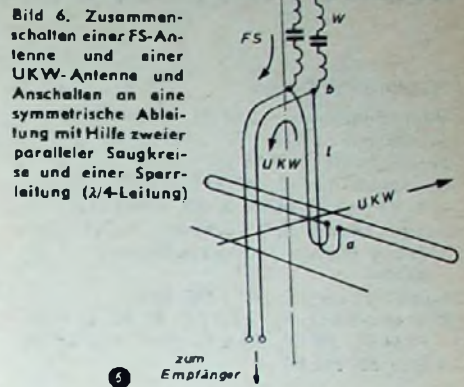 Bild 6. Zusammen-
schalten einer FS-An-
tenne und einer
UKW-Antenne und
Anschalten an eine
symmetrische Ablei-
tung mit Hilfe zweier
paralleler Saugkrei-
se und einer Sperr-
leitung (λ/4-Leitung)
W
FS
b
UKW
l
UKW
a
zum
Empfänger
6